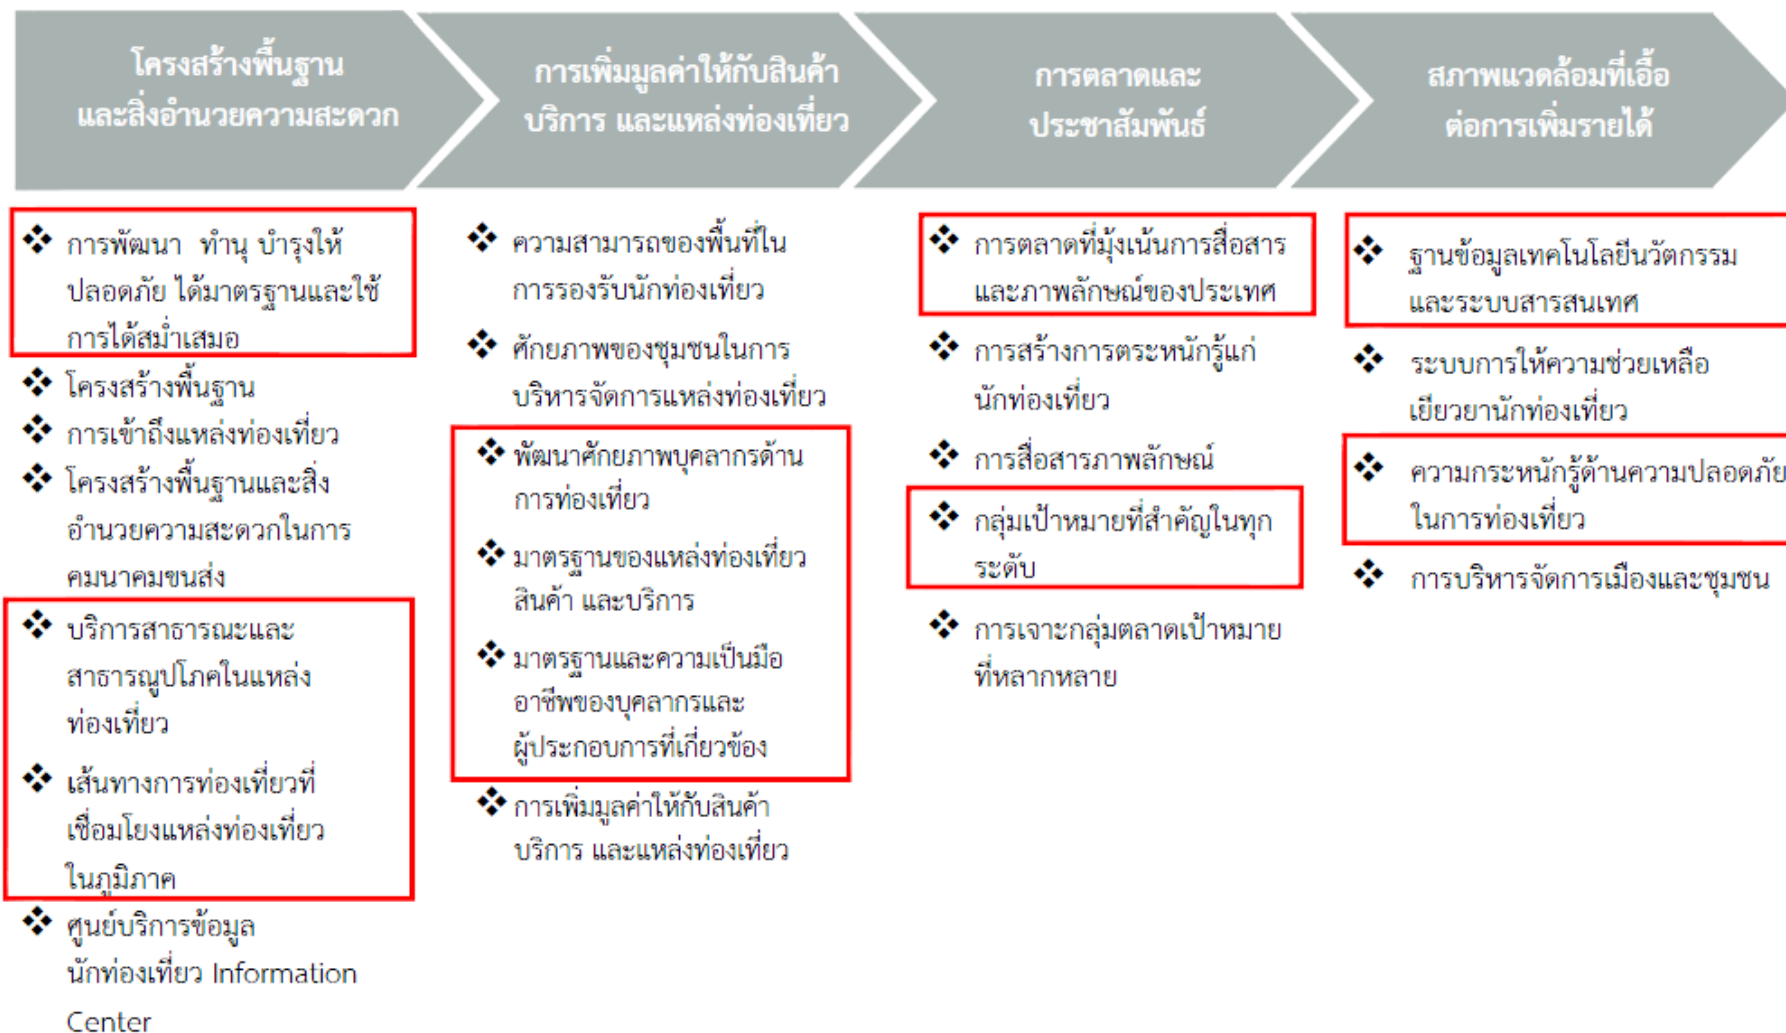 โครงสร้างพื้นฐาน
และสิ่งอำนวยความสะดวก
การเพิ่มมูลค่าให้กับสินค้า
บริการ และแหล่งท่องเที่ยว
การตลาดและ
ประชาสัมพันธ์
สภาพแวดล้อมที่เอื้อ
ต่อการเพิ่มรายได้
❖ การพัฒนา ทำนุ บำรุงให้
ปลอดภัย ได้มาตรฐานและใช้
การได้สม่ำเสมอ
❖ โครงสร้างพื้นฐาน
❖ การเข้าถึงแหล่งท่องเที่ยว
❖ โครงสร้างพื้นฐานและสิ่ง
อำนวยความสะดวกในการ
คมนาคมขนส่ง
❖ บริการสาธารณะและ
สาธารณูปโภคในแหล่ง
ท่องเที่ยว
❖ เส้นทางการท่องเที่ยวที่
เชื่อมโยงแหล่งท่องเที่ยว
ในภูมิภาค
❖ ศูนย์บริการข้อมูล
นักท่องเที่ยว Information
Center
❖ ความสามารถของพื้นที่ใน
การรองรับนักท่องเที่ยว
❖ ศักยภาพของชุมชนในการ
บริหารจัดการแหล่งท่องเที่ยว
❖ พัฒนาศักยภาพบุคลากรด้าน
การท่องเที่ยว
❖ มาตรฐานของแหล่งท่องเที่ยว
สินค้า และบริการ
❖ มาตรฐานและความเป็นมือ
อาชีพของบุคลากรและ
ผู้ประกอบการที่เกี่ยวข้อง
❖ การเพิ่มมูลค่าให้กับสินค้า
บริการ และแหล่งท่องเที่ยว
❖ การตลาดที่มุ้งเน้นการสื่อสาร
และภาพลักษณ์ของประเทศ
❖ การสร้างการตระหนักรู้แก่
นักท่องเที่ยว
❖ การสื่อสารภาพลักษณ์
❖ กลุ่มเป้าหมายที่สำคัญในทุก
ระดับ
❖ การเจาะกลุ่มตลาดเป้าหมาย
ที่หลากหลาย
❖ ฐานข้อมูลเทคโนโลยีนวัตกรรม
และระบบสารสนเทศ
❖ ระบบการให้ความช่วยเหลือ
เยียวยานักท่องเที่ยว
❖ ความกระหนักรู้ด้านความปลอดภัย
ในการท่องเที่ยว
❖ การบริหารจัดการเมืองและชุมชน